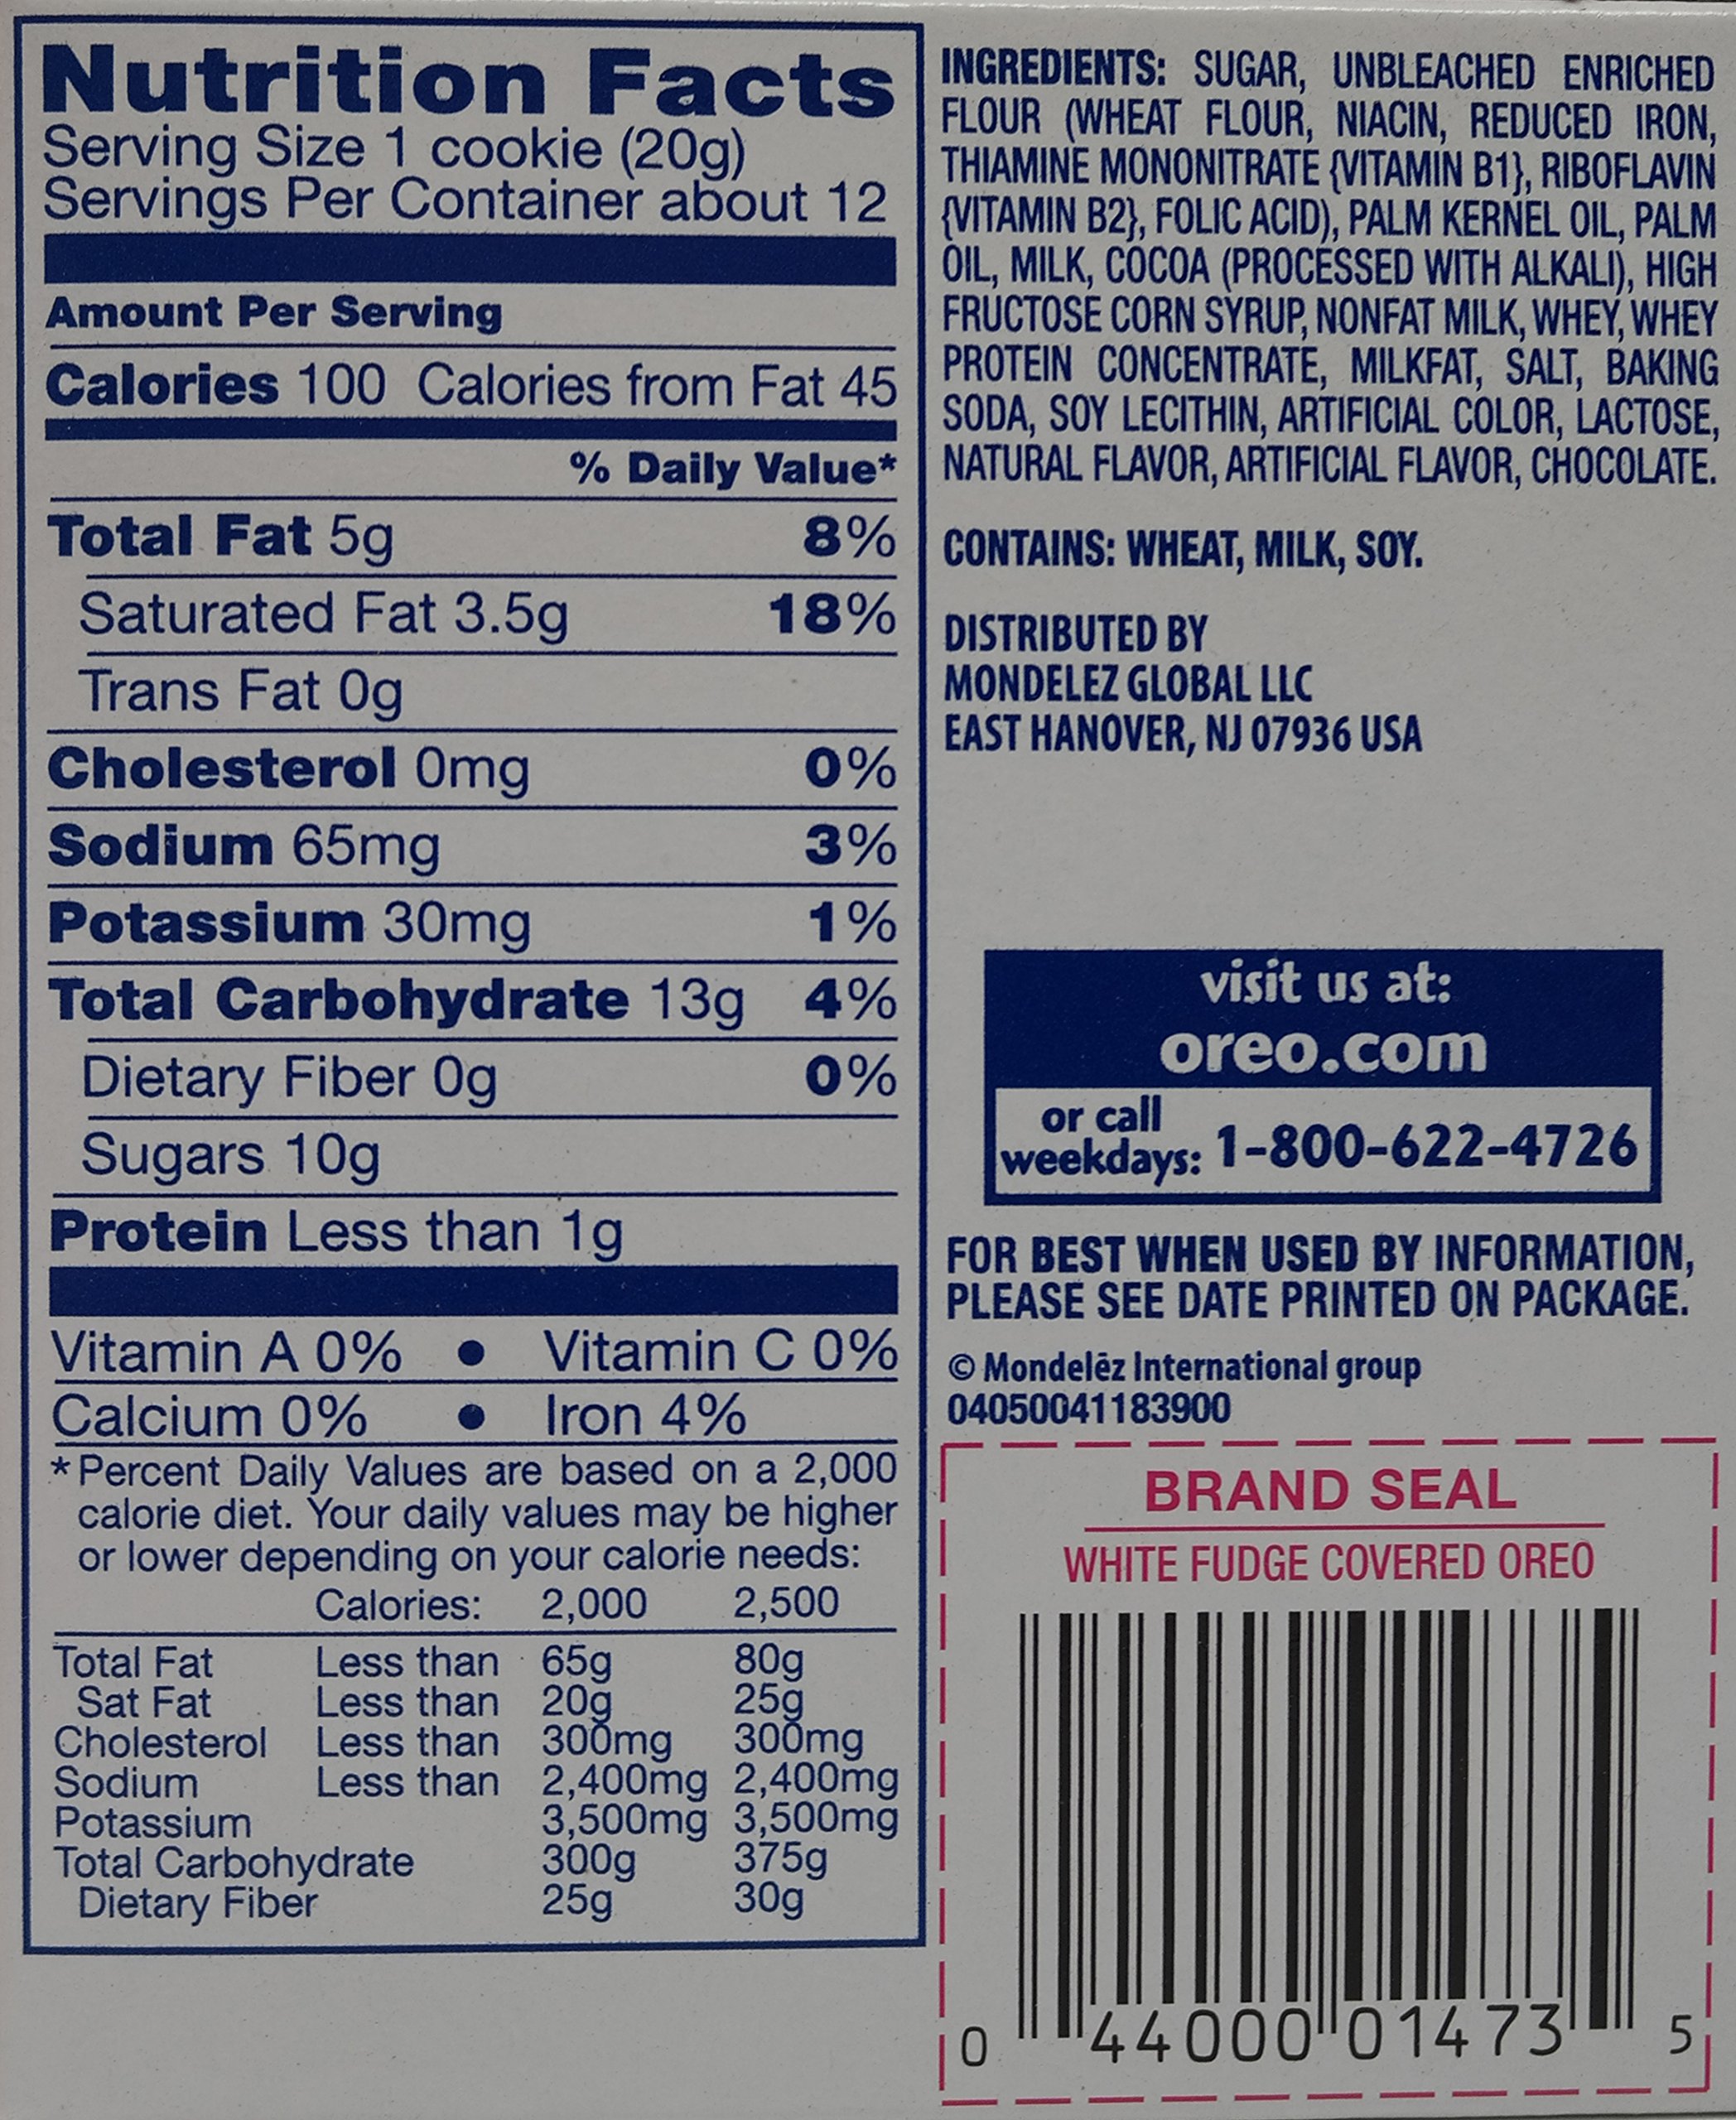 Nutrition Facts
Serving Size 1 cookie (20g)
Servings Per Container about 12
Amount Per Serving
Calories 100 Calories from Fat 45
% Daily Value*
Total Fat 5g 8%
Saturated Fat 3.5g 18%
Trans Fat 0g
Cholesterol 0mg 0%
Sodium 65mg 3%
Potassium 30mg 1%
Total Carbohydrate 13g 4%
Dietary Fiber 0g 0%
Sugars 10g
Protein Less than 1g
Vitamin A 0% • Vitamin C 0%
Calcium 0% • Iron 4%
*Percent Daily Values are based on a 2,000
calorie diet. Your daily values may be higher
or lower depending on your calorie needs:
Calories: 2,000 2,500
Total Fat Less than 65g 80g
Sat Fat Less than 20g 25g
Cholesterol Less than 300mg 300mg
Sodium Less than 2,400mg 2,400mg
Potassium 3,500mg 3,500mg
Total Carbohydrate 300g 375g
Dietary Fiber 25g 30g
INGREDIENTS: SUGAR, UNBLEACHED ENRICHED
FLOUR (WHEAT FLOUR, NIACIN, REDUCED IRON,
THIAMINE MONONITRATE {VITAMIN B1}, RIBOFLAVIN
{VITAMIN B2}, FOLIC ACID), PALM KERNEL OIL, PALM
OIL, MILK, COCOA (PROCESSED WITH ALKALI), HIGH
FRUCTOSE CORN SYRUP, NONFAT MILK, WHEY, WHEY
PROTEIN CONCENTRATE, MILKFAT, SALT, BAKING
SODA, SOY LECITHIN, ARTIFICIAL COLOR, LACTOSE,
NATURAL FLAVOR, ARTIFICIAL FLAVOR, CHOCOLATE.
CONTAINS: WHEAT, MILK, SOY.
DISTRIBUTED BY
MONDELEZ GLOBAL LLC
EAST HANOVER, NJ 07936 USA
visit us at:
oreo.com
or call
weekdays: 1-800-622-4726
FOR BEST WHEN USED BY INFORMATION,
PLEASE SEE DATE PRINTED ON PACKAGE.
© Mondelēz International group
04050041183900
BRAND SEAL
WHITE FUDGE COVERED OREO
0 44000 01473 5